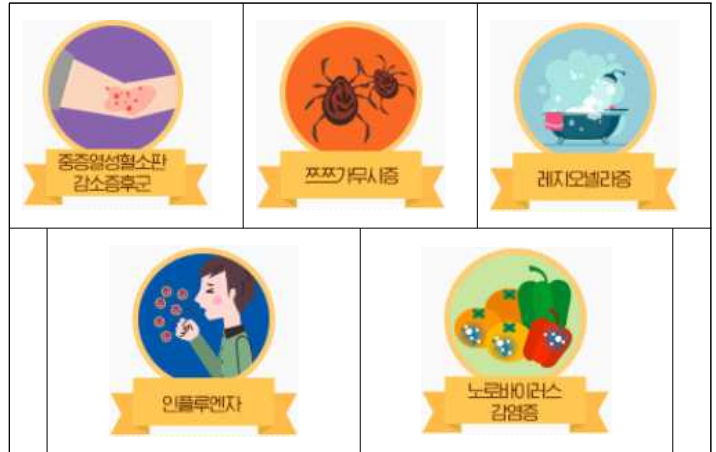 중증열성혈소판
감소증후군
쯔쯔가무시증
레지오넬라증
인플루엔자
노로바이러스
감염증